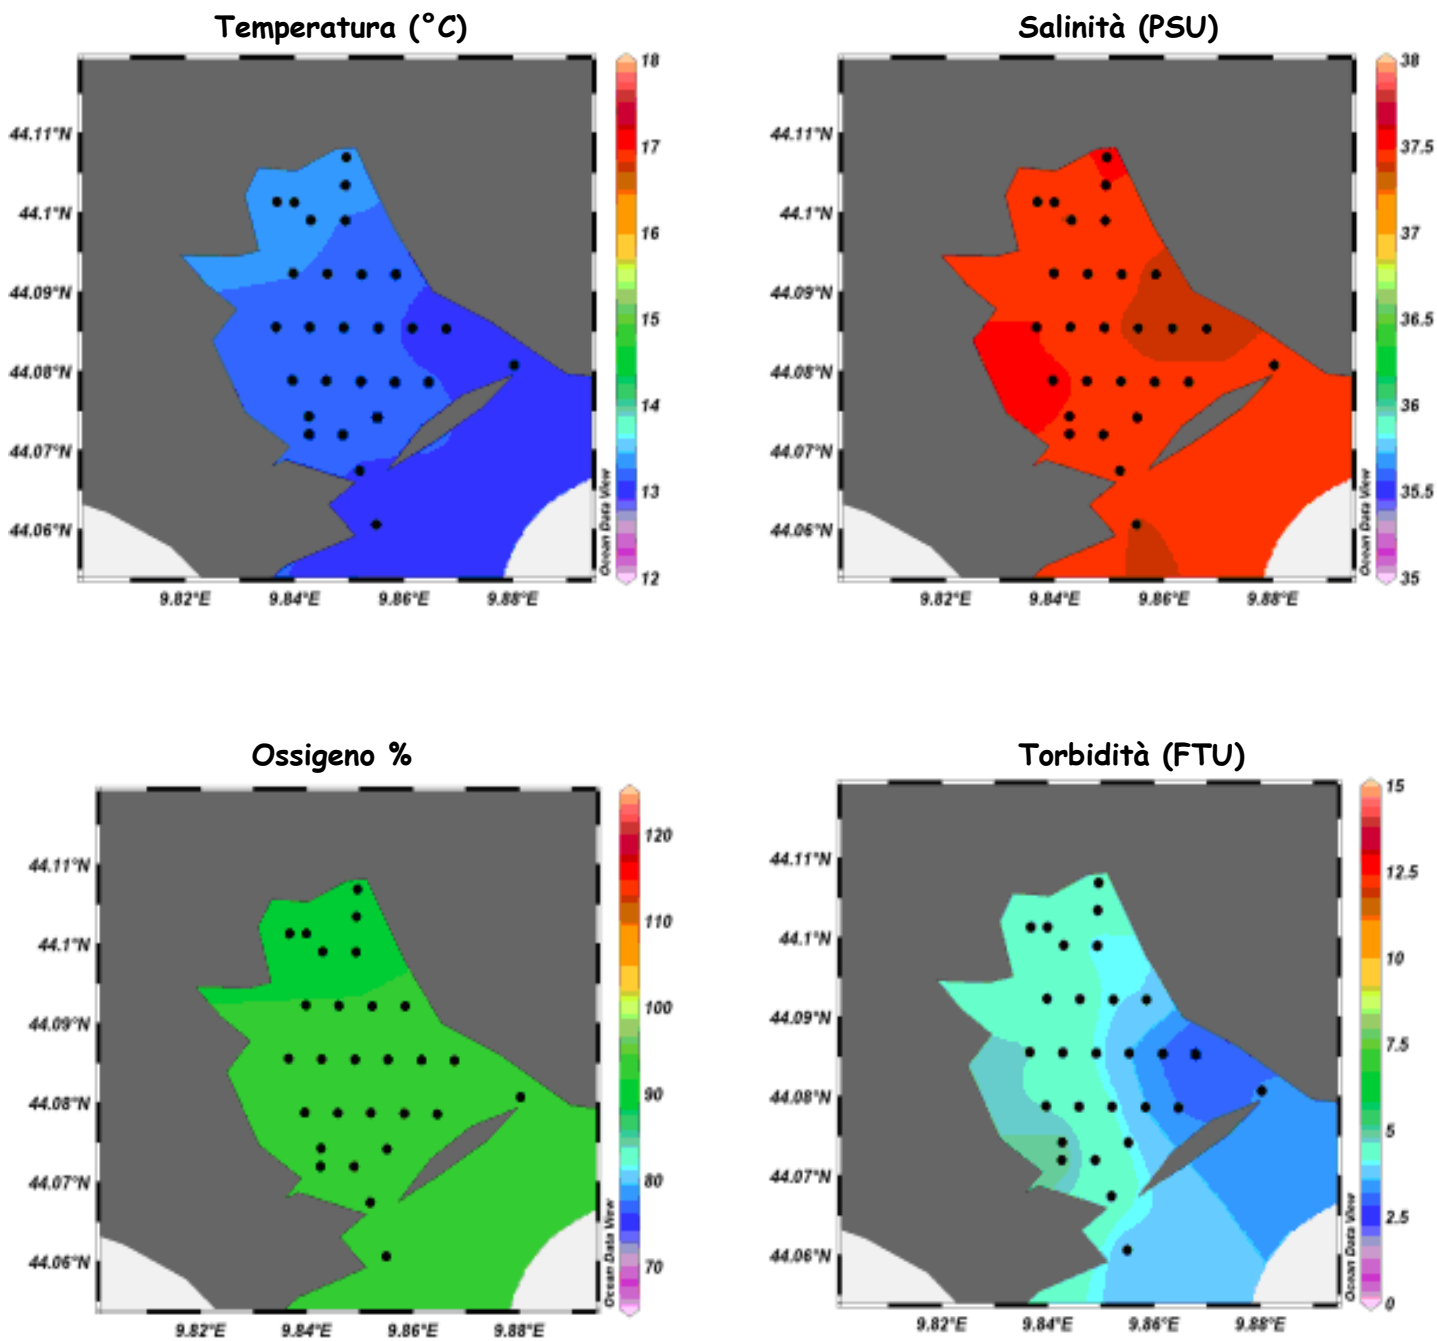 Temperatura (°C)
18
17
16
15
14
13
12
44.11°N
44.1°N
44.09°N
44.08°N
44.07°N
44.06°N
9.82°E 9.84°E 9.86°E 9.88°E
Ocean Data View
Salinità (PSU)
38
37.5
37
36.5
36
35.5
35
44.11°N
44.1°N
44.09°N
44.08°N
44.07°N
44.06°N
9.82°E 9.84°E 9.86°E 9.88°E
Ocean Data View
Ossigeno %
120
110
100
90
80
70
44.11°N
44.1°N
44.09°N
44.08°N
44.07°N
44.06°N
9.82°E 9.84°E 9.86°E 9.88°E
Ocean Data View
Torbidità (FTU)
15
12.5
10
7.5
5
2.5
0
44.11°N
44.1°N
44.09°N
44.08°N
44.07°N
44.06°N
9.82°E 9.84°E 9.86°E 9.88°E
Ocean Data View